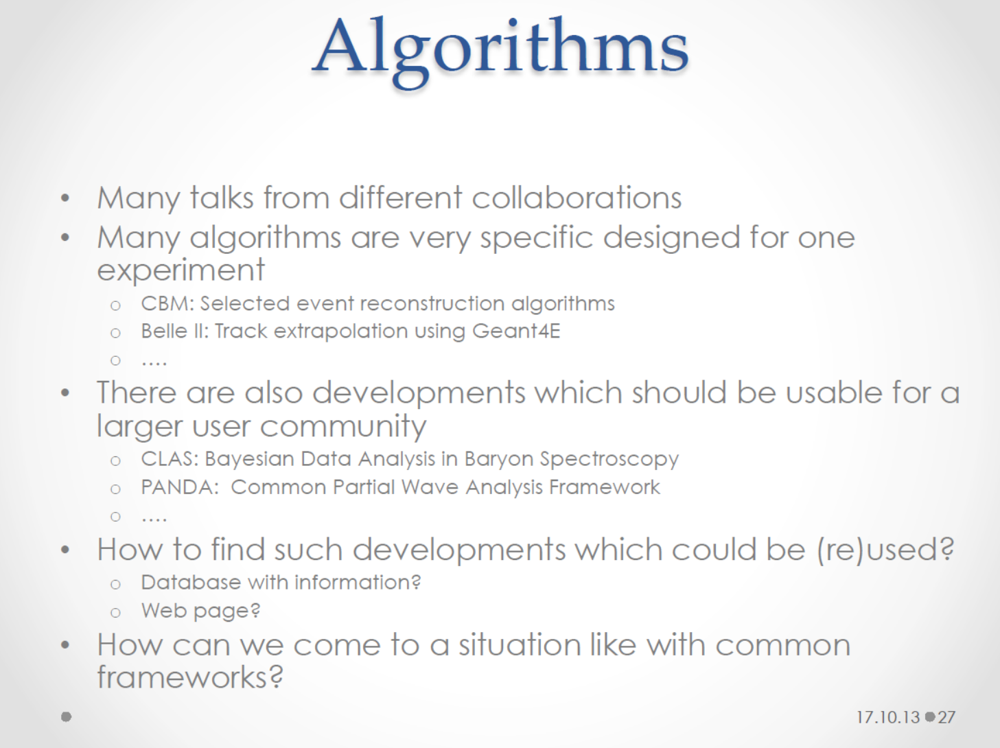 Algorithms
• Many talks from different collaborations
• Many algorithms are very specific designed for one
experiment
o CBM: Selected event reconstruction algorithms
o Belle II: Track extrapolation using Geant4E
o ....
• There are also developments which should be usable for a
larger user community
o CLAS: Bayesian Data Analysis in Baryon Spectroscopy
o PANDA:  Common Partial Wave Analysis Framework
o ....
• How to find such developments which could be (re)used?
o Database with information?
o Web page?
• How can we come to a situation like with common
frameworks?
17.10.13 ● 27